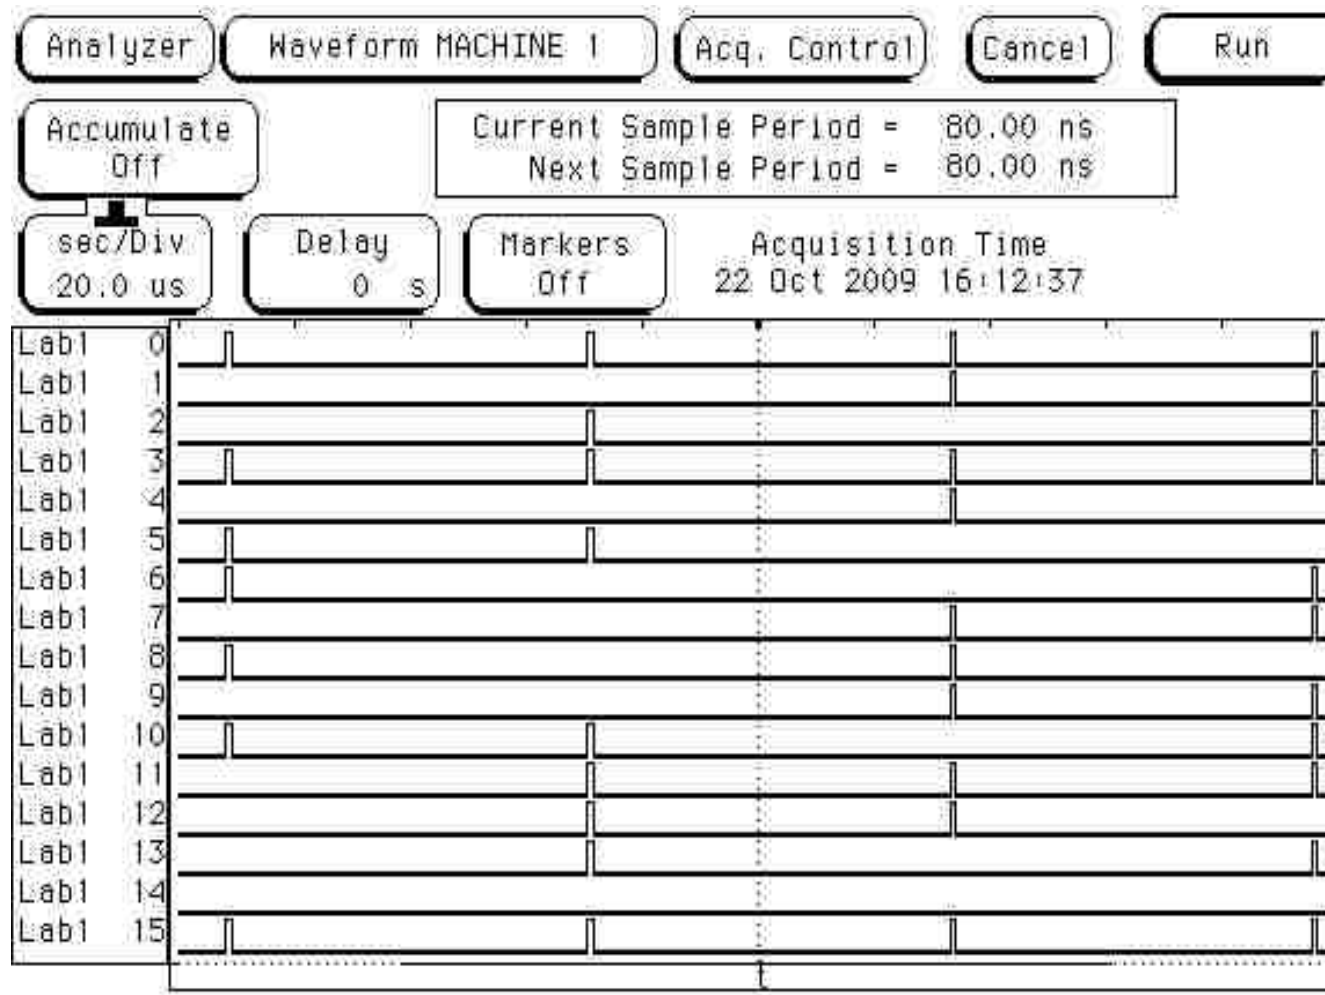 Analyzer Waveform MACHINE 1 Acq. Control Cancel Run
Accumulate
Off
Current Sample Period = 80.00 ns
Next Sample Period = 80.00 ns
sec/Div
20.0 us
Delay
0 s
Markers
Off
Acquisition Time
22 Oct 2009 16:12:37
Lab1 0
Lab1 1
Lab1 2
Lab1 3
Lab1 4
Lab1 5
Lab1 6
Lab1 7
Lab1 8
Lab1 9
Lab1 10
Lab1 11
Lab1 12
Lab1 13
Lab1 14
Lab1 15
t